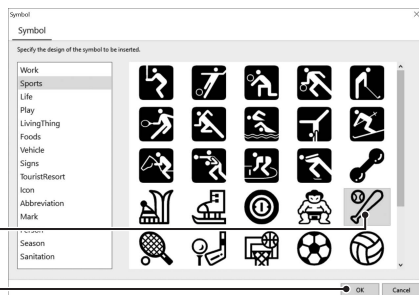 Symbol
Symbol
Specify the design of the symbol to be inserted.
Work
Sports
Life
Play
LivingThing
Foods
Vehicle
Signs
TouristResort
Icon
Abbreviation
Mark
Person
Season
Sanitation
OK
Cancel